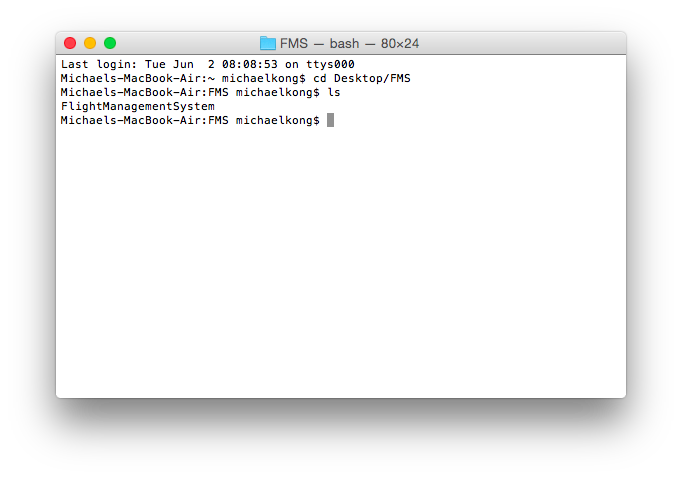 FMS — bash — 80×24
Last login: Tue Jun  2 08:08:53 on ttys000
Michaels-MacBook-Air:~ michaelkong$ cd Desktop/FMS
Michaels-MacBook-Air:FMS michaelkong$ ls
FlightManagementSystem
Michaels-MacBook-Air:FMS michaelkong$